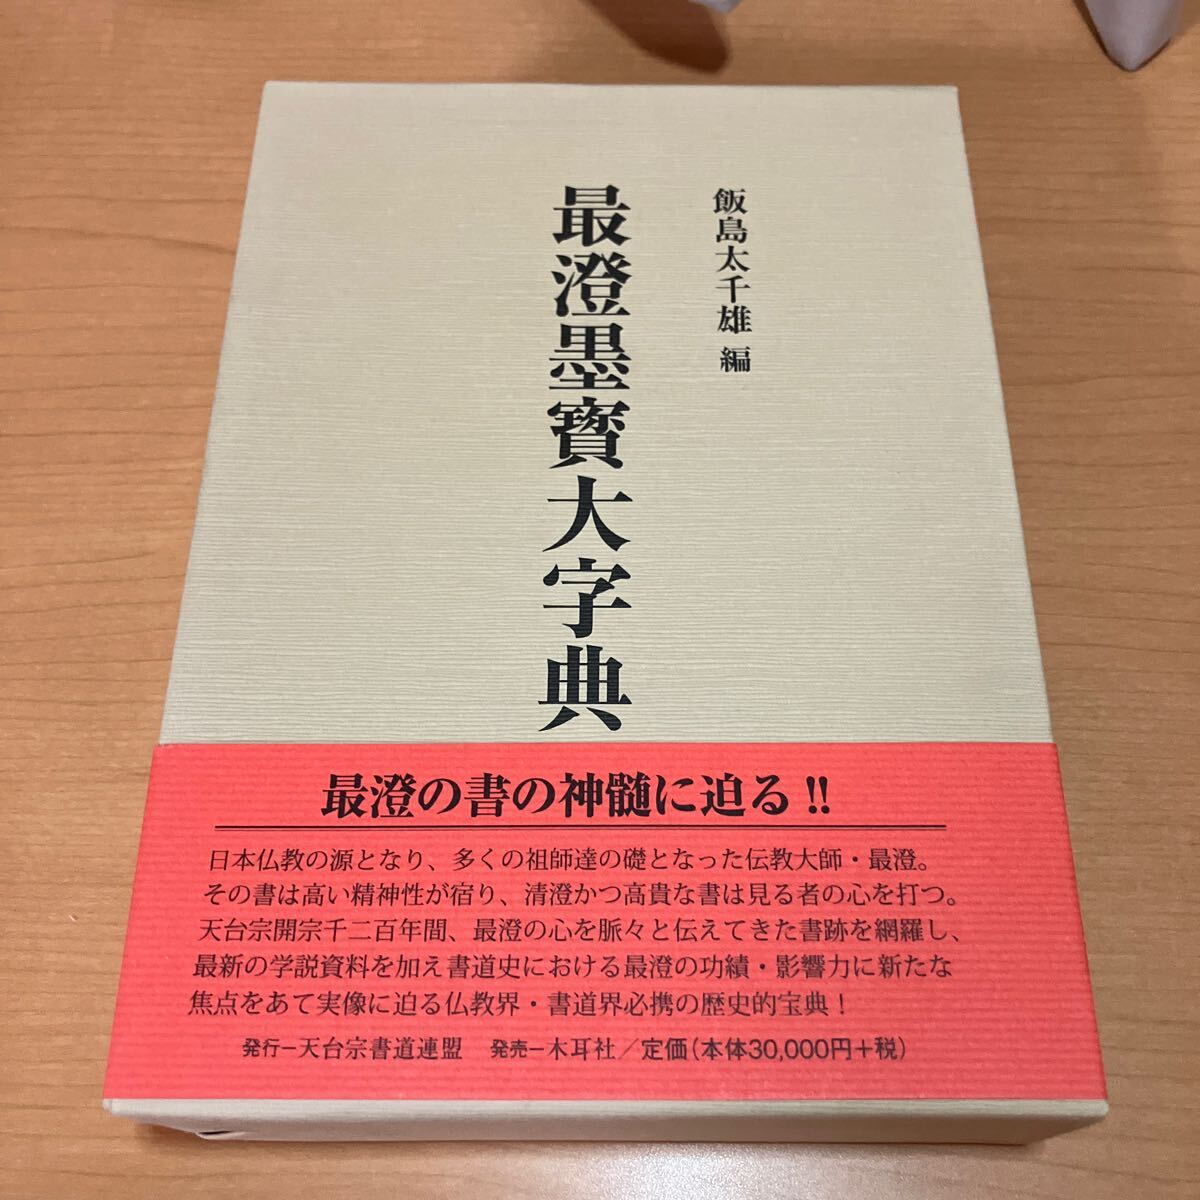 飯島太千雄 編
最澄墨寳大字典
最澄の書の神髄に迫る!!
日本仏教の源となり、多くの祖師達の礎となった伝教大師・最澄。
その書は高い精神性が宿り、清澄かつ高貴な書は見る者の心を打つ。
天台宗開宗千二百年間、最澄の心を脈々と伝えてきた書跡を網羅し、
最新の学説資料を加え書道史における最澄の功績・影響力に新たな
焦点をあて実像に迫る仏教界・書道界必携の歴史的宝典!
発行―天台宗書道連盟 発売―木耳社/定価(本体30,000円+税)